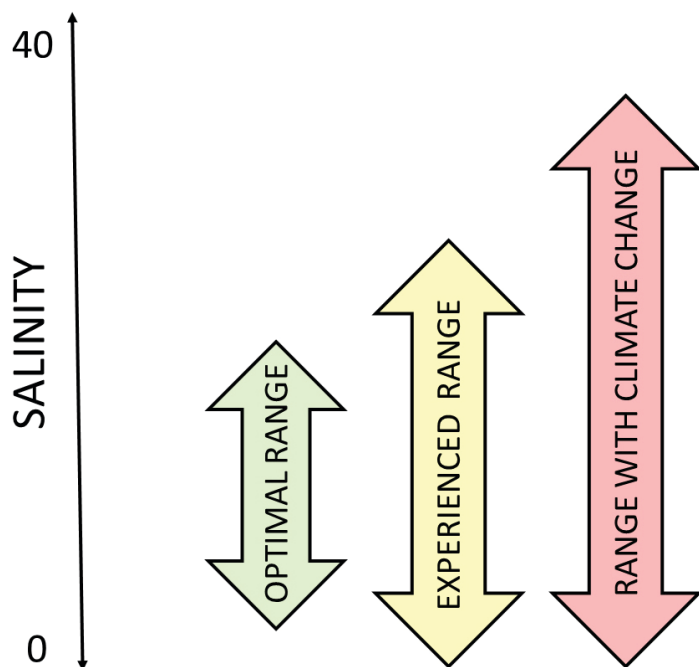 40
SALINITY
0
OPTIMAL RANGE
EXPERIENCED RANGE
RANGE WITH CLIMATE CHANGE